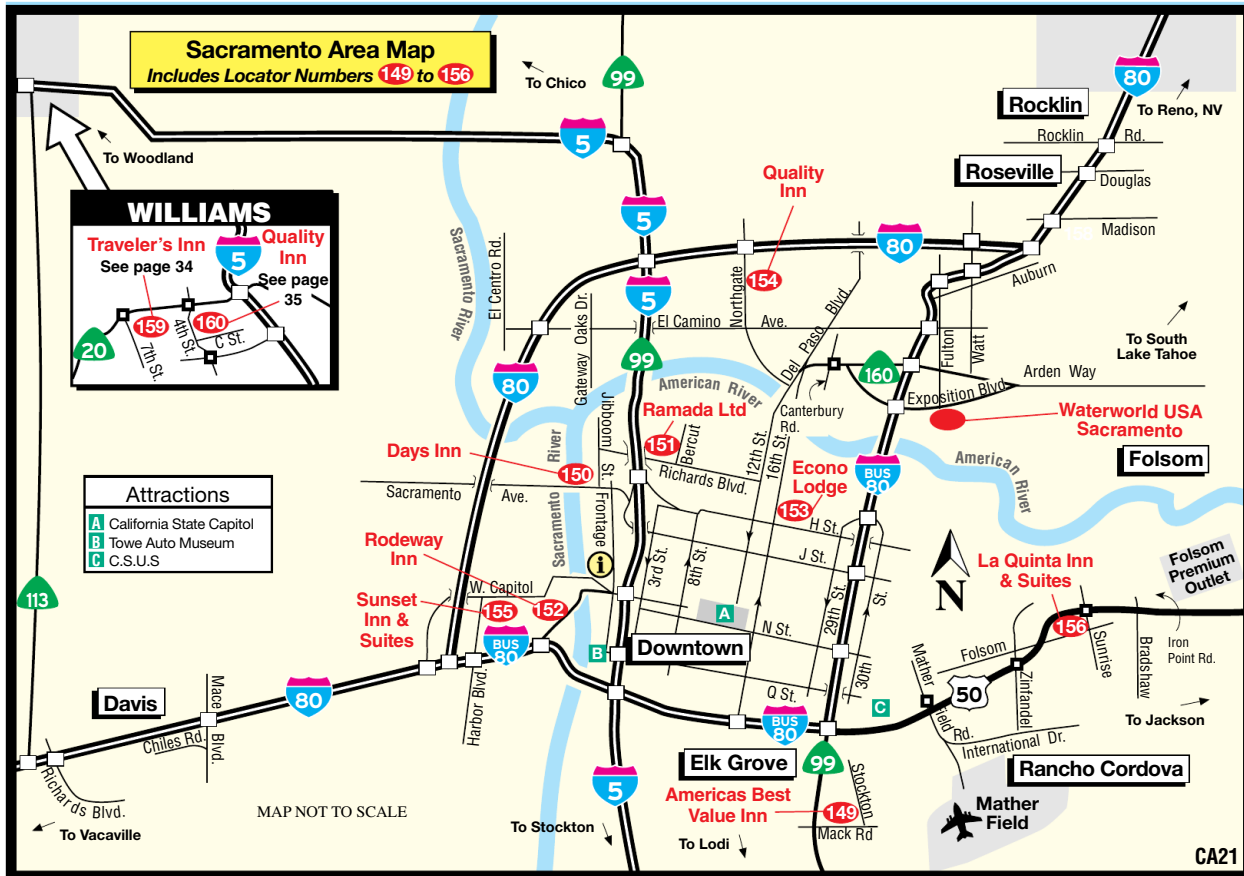 Sacramento Area Map
Includes Locator Numbers 149 to 156
To Chico
99
80
To Reno, NV
Rocklin
Rocklin Rd.
Roseville
Douglas
Madison
5
To Woodland
WILLIAMS
Traveler's Inn
See page 34
5
Quality
Inn
See page
35
159
160
4th St.
C St.
7th St.
20
Quality
Inn
154
5
80
5
Sacramento River
El Centro Rd.
Gateway Oaks Dr.
El Camino Ave.
Northgate
Del Paso Blvd.
Auburn
Fulton
Watt
To South
Lake Tahoe
99
80
160
Arden Way
Exposition Blvd.
American River
Canterbury
Rd.
Waterworld USA
Sacramento
Folsom
American River
Ramada Ltd
151
Bercut
Jibboom St.
Richards Blvd.
12th St.
16th St.
Days Inn
150
Sacramento Ave.
Sacramento River
Frontage
Econo
Lodge
153
BUS
80
H St.
J St.
Attractions
A California State Capitol
B Towe Auto Museum
C C.S.U.S
Rodeway
Inn
i
3rd St.
8th St.
29th St.
30th St.
W. Capitol
Sunset
Inn &
Suites
155
152
BUS
80
A
N St.
N
La Quinta Inn
& Suites
156
Folsom
Premium
Outlet
113
B
Downtown
Q St.
C
Mather Field Rd.
Folsom
50
Zinfandel
Sunrise
Bradshaw
Iron
Point Rd.
To Jackson
Davis
Mace Blvd.
80
Harbor Blvd.
Chiles Rd.
BUS
80
International Dr.
Richards Blvd.
To Vacaville
MAP NOT TO SCALE
5
To Stockton
Elk Grove
99
Rancho Cordova
Americas Best
Value Inn
149
Stockton
Mack Rd
To Lodi
Mather
Field
CA21